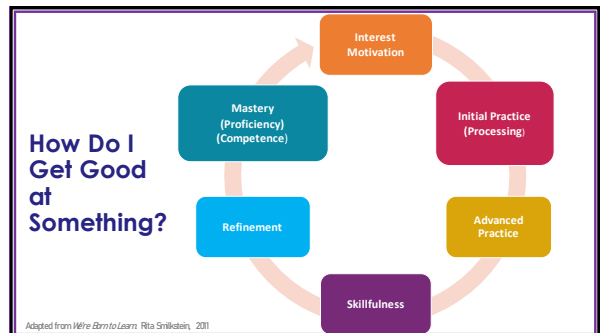 How Do I
Get Good
at
Something?
Interest
Motivation
Initial Practice
(Processing)
Advanced
Practice
Skillfulness
Refinement
Mastery
(Proficiency)
(Competence)
Adapted from We're Born to Learn. Rita Smilkstein, 2011